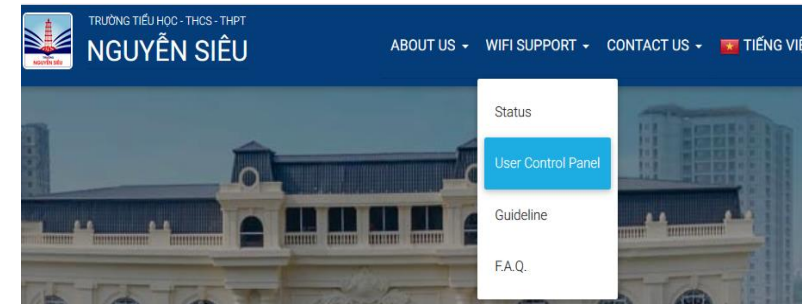 TRƯỜNG TIỂU HỌC - THCS - THPT
NGUYỄN SIÊU
ABOUT US
WIFI SUPPORT
CONTACT US
TIẾNG VIỆ
Status
User Control Panel
Guideline
F.A.Q.